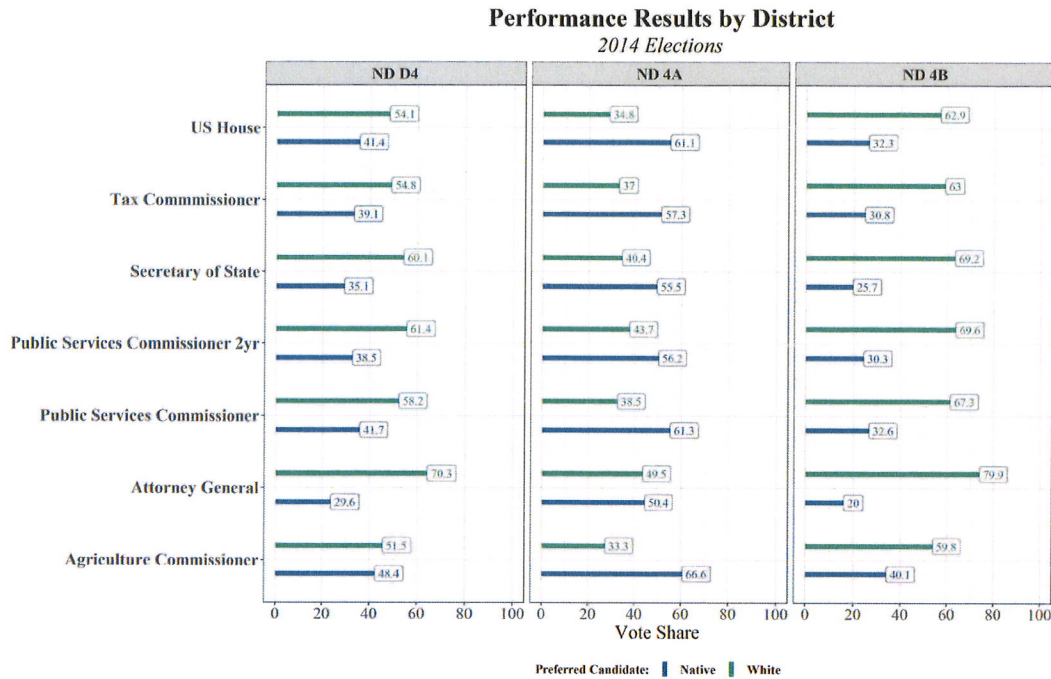 Performance Results by District
2014 Elections
ND D4 ND 4A ND 4B
54.1 34.8 62.9
US House
41.4 61.1 32.3
54.8 37 63
Tax Commmissioner
39.1 57.3 30.8
60.1 40.4 69.2
Secretary of State
35.1 55.5 25.7
61.4 43.7 69.6
Public Services Commissioner 2yr
38.5 56.2 30.3
58.2 38.5 67.3
Public Services Commissioner
41.7 61.3 32.6
70.3 49.5 79.9
Attorney General
29.6 50.4 20
51.5 33.3 59.8
Agriculture Commissioner
48.4 66.6 40.1
0 20 40 60 80 100 0 20 40 60 80 100 0 20 40 60 80 100
Vote Share
Preferred Candidate: Native White